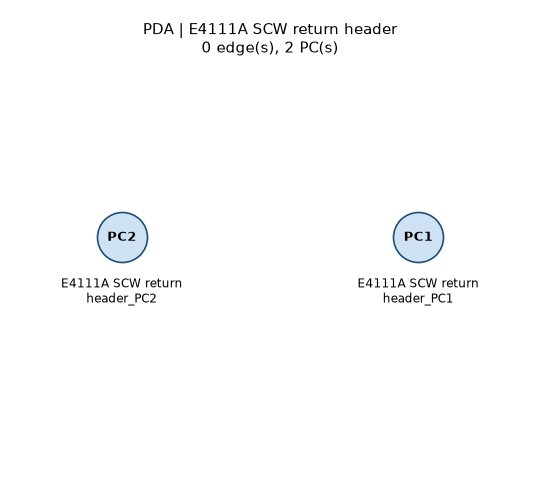 PDA | E4111A SCW return header
0 edge(s), 2 PC(s)
PC2
PC1
E4111A SCW return
header_PC2
E4111A SCW return
header_PC1